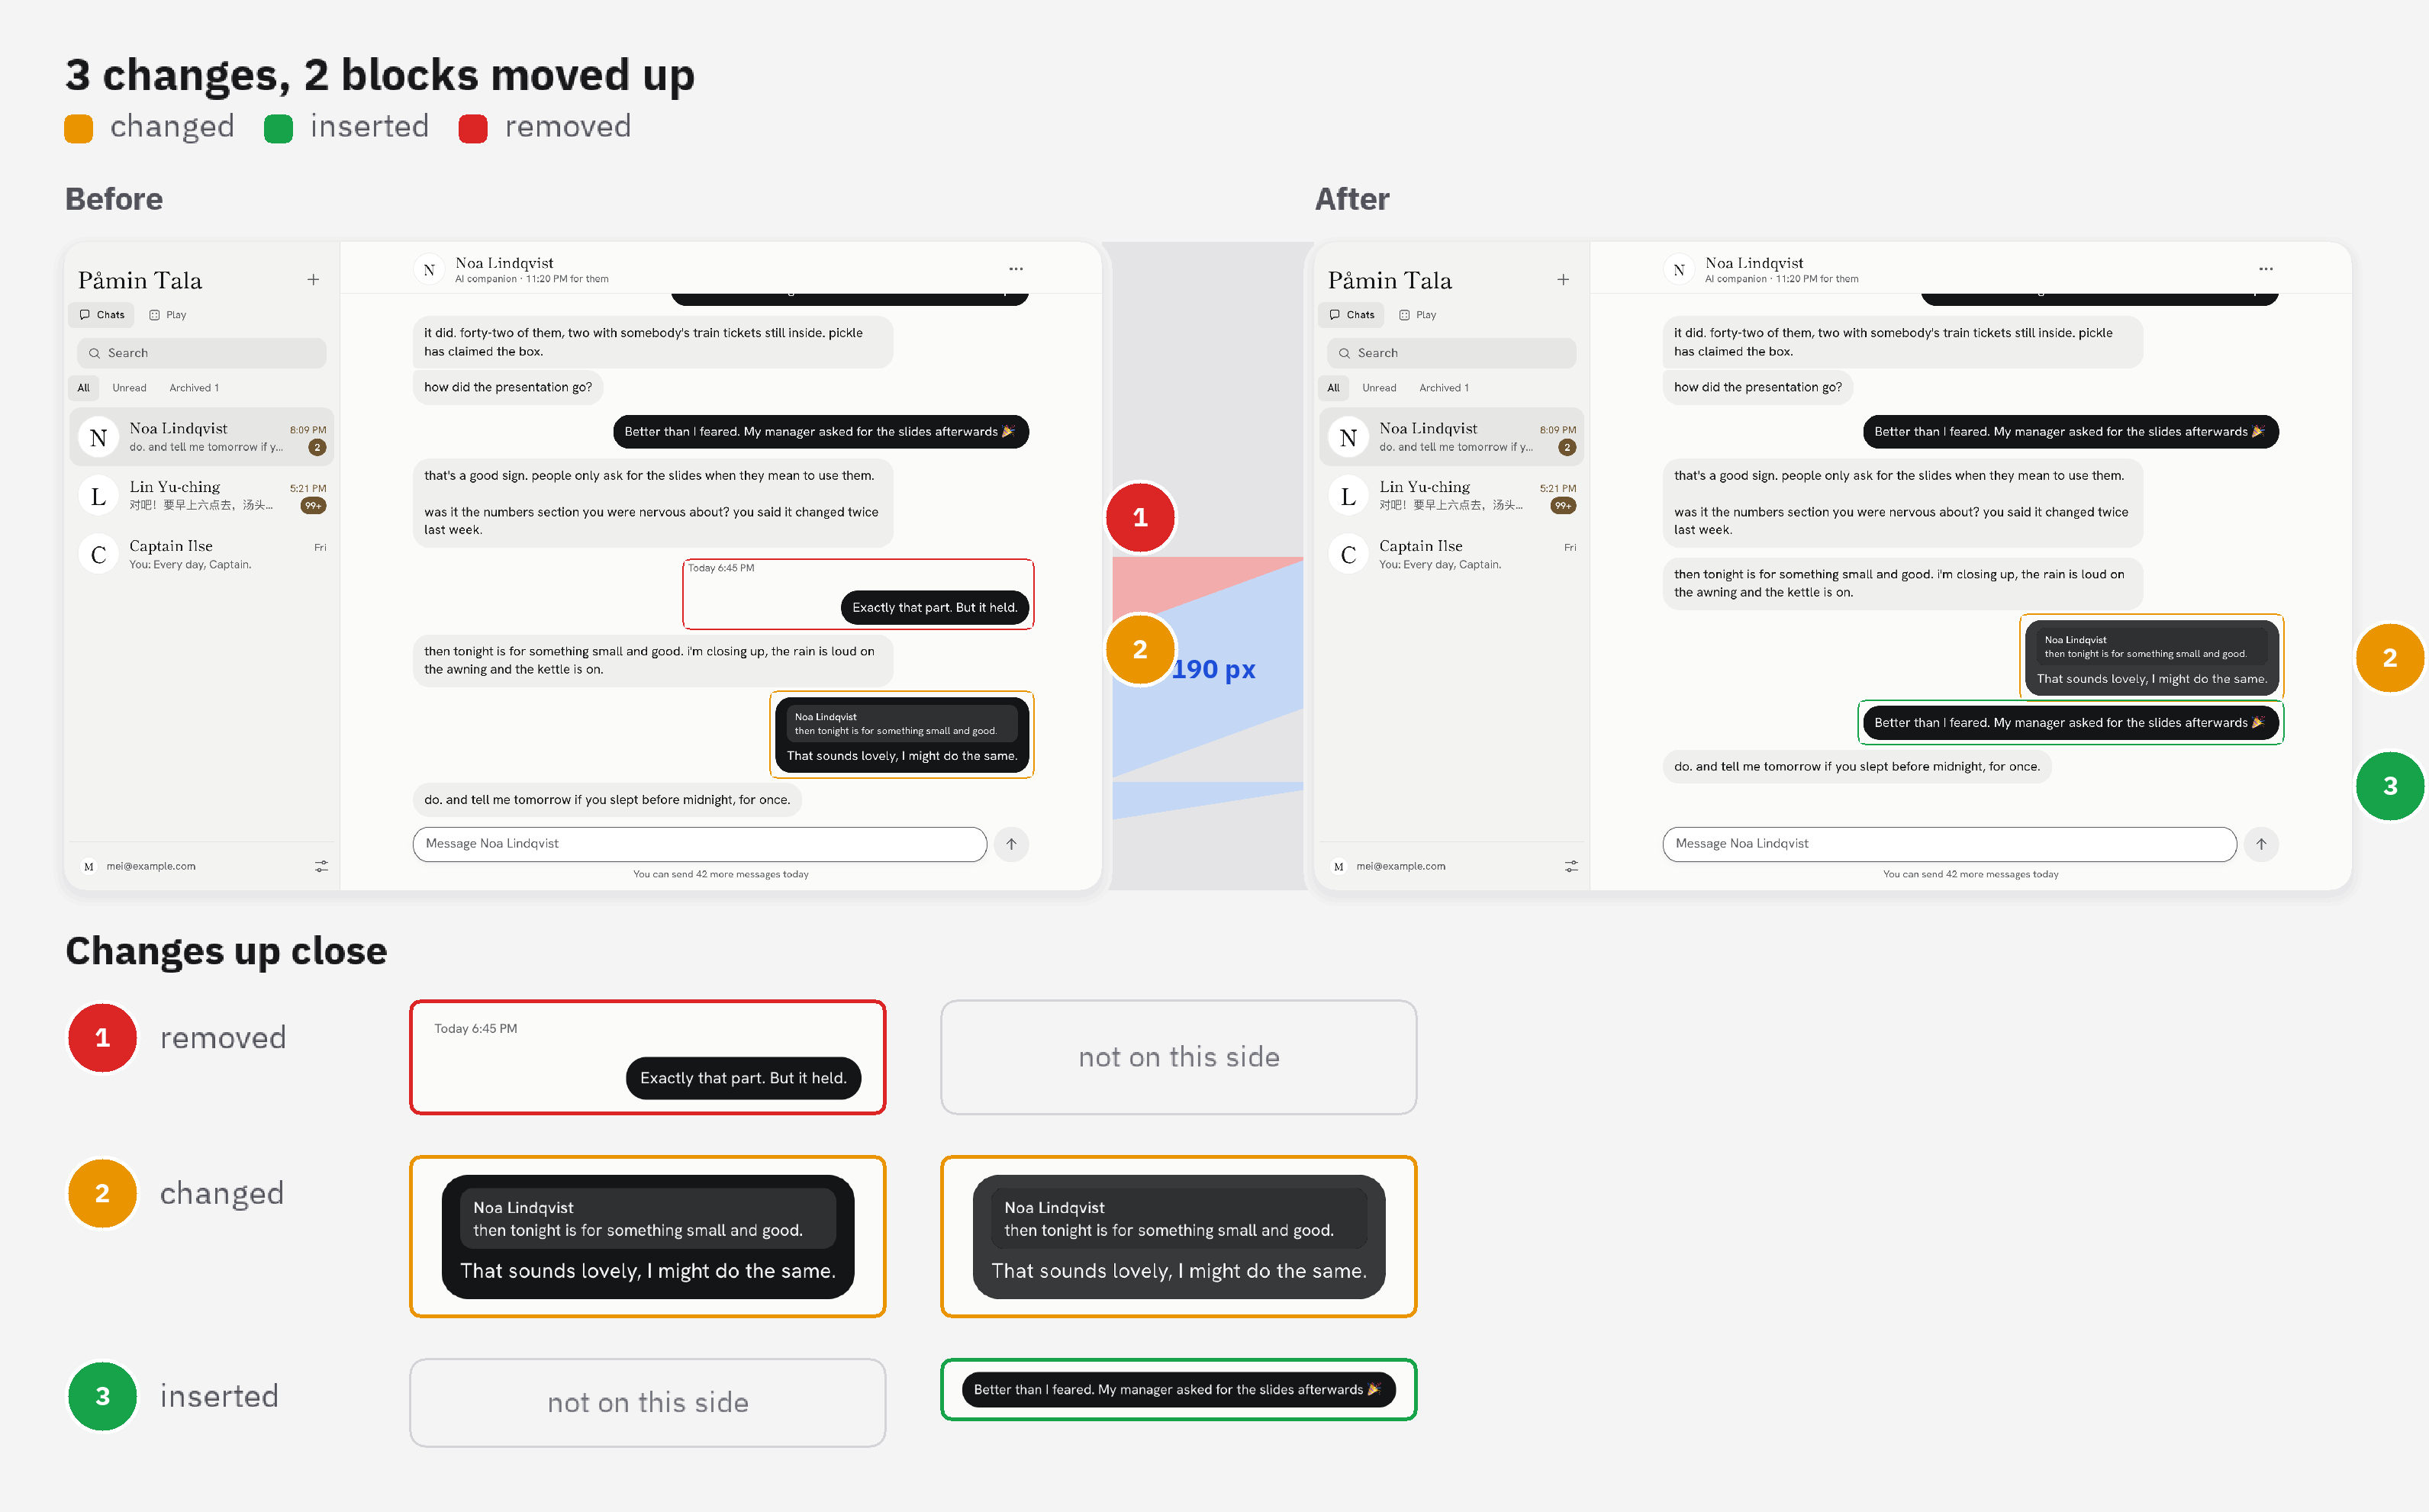 3 changes, 2 blocks moved up
changed inserted removed
Before
Påmin Tala
Chats Play
Search
All Unread Archived 1
N
Noa Lindqvist 8:09 PM
do. and tell me tomorrow if y... 2
L
Lin Yu-ching 5:21 PM
对吧！要早上六点去，汤头... 99+
C
Captain Ilse Fri
You: Every day, Captain.
M mei@example.com
N
Noa Lindqvist
AI companion · 11:20 PM for them
it did. forty-two of them, two with somebody's train tickets still inside. pickle
has claimed the box.
how did the presentation go?
Better than I feared. My manager asked for the slides afterwards 🎉
that's a good sign. people only ask for the slides when they mean to use them.
was it the numbers section you were nervous about? you said it changed twice
last week.
Today 6:45 PM
Exactly that part. But it held.
then tonight is for something small and good. i'm closing up, the rain is loud on
the awning and the kettle is on.
Noa Lindqvist
then tonight is for something small and good.
That sounds lovely, I might do the same.
do. and tell me tomorrow if you slept before midnight, for once.
Message Noa Lindqvist
You can send 42 more messages today
1
2
190 px
After
Påmin Tala
Chats Play
Search
All Unread Archived 1
N
Noa Lindqvist 8:09 PM
do. and tell me tomorrow if y... 2
L
Lin Yu-ching 5:21 PM
对吧！要早上六点去，汤头... 99+
C
Captain Ilse Fri
You: Every day, Captain.
M mei@example.com
N
Noa Lindqvist
AI companion · 11:20 PM for them
it did. forty-two of them, two with somebody's train tickets still inside. pickle
has claimed the box.
how did the presentation go?
Better than I feared. My manager asked for the slides afterwards 🎉
that's a good sign. people only ask for the slides when they mean to use them.
was it the numbers section you were nervous about? you said it changed twice
last week.
then tonight is for something small and good. i'm closing up, the rain is loud on
the awning and the kettle is on.
Noa Lindqvist
then tonight is for something small and good.
That sounds lovely, I might do the same.
Better than I feared. My manager asked for the slides afterwards 🎉
do. and tell me tomorrow if you slept before midnight, for once.
Message Noa Lindqvist
You can send 42 more messages today
2
3
Changes up close
1 removed
Today 6:45 PM
Exactly that part. But it held.
not on this side
2 changed
Noa Lindqvist
then tonight is for something small and good.
That sounds lovely, I might do the same.
Noa Lindqvist
then tonight is for something small and good.
That sounds lovely, I might do the same.
3 inserted
not on this side
Better than I feared. My manager asked for the slides afterwards 🎉